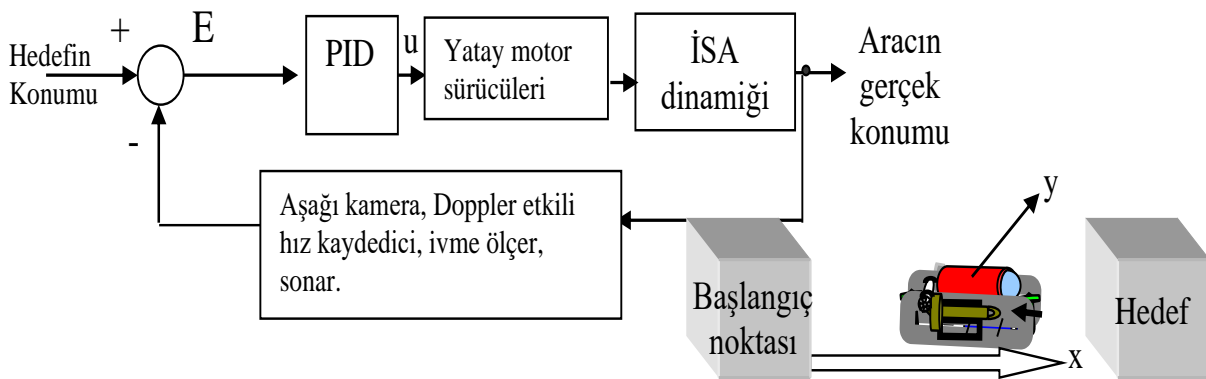 +
E
Hedefin
Konumu
-
PID
u
Yatay motor
sürücüleri
İSA
dinamiği
Aracın
gerçek
konumu
Aşağı kamera, Doppler etkili
hız kaydedici, ivme ölçer,
sonar.
Başlangıç
noktası
y
x
Hedef